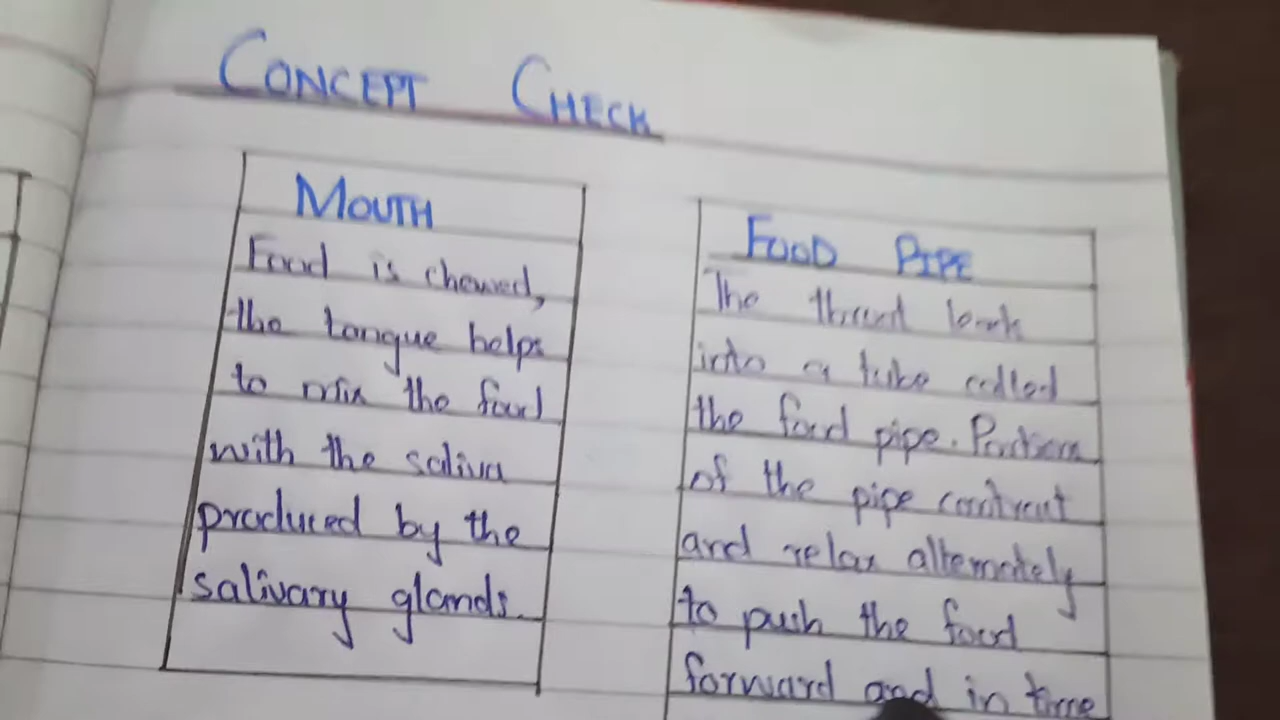 CONCEPT CHECK
MOUTH
Food is chewed,
the tongue helps
to mix the food
with the saliva
produced by the
salivary glands.
FOOD PIPE
The throat
into a tube called
the food pipe. Portions
of the pipe contract
and relax alternately
to push the food
forward and in time